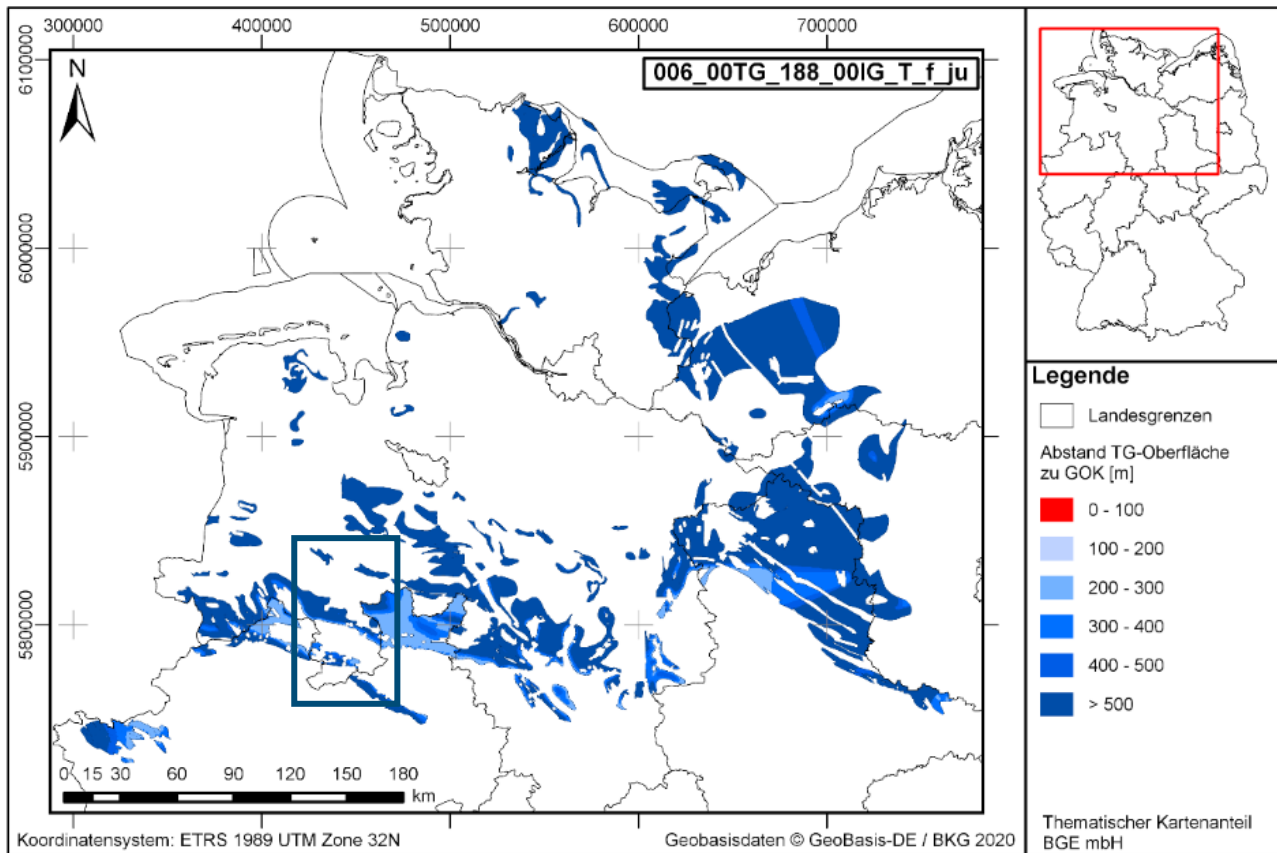 300000 400000 500000 600000 700000
6100000
6000000
5900000
5800000
N
006_00TG_188_00IG_T_f_ju
0 15 30 60 90 120 150 180
km
Koordinatensystem: ETRS 1989 UTM Zone 32N
Geobasisdaten © GeoBasis-DE / BKG 2020
Legende
Landesgrenzen
Abstand TG-Oberfläche
zu GOK [m]
0 - 100
100 - 200
200 - 300
300 - 400
400 - 500
> 500
Thematischer Kartenanteil
BGE mbH